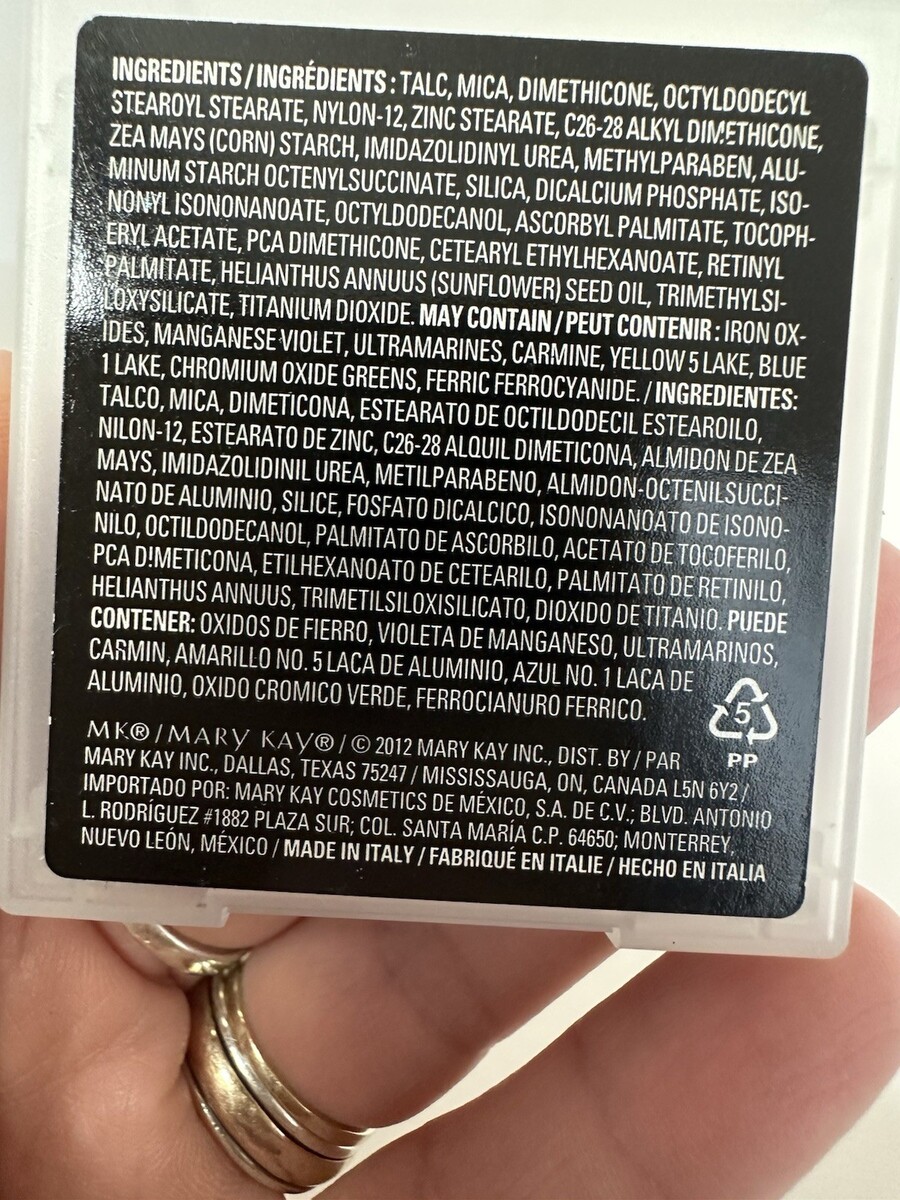 INGREDIENTS / INGRÉDIENTS : TALC, MICA, DIMETHICONE, OCTYLDODECYL
STEAROYL STEARATE, NYLON-12, ZINC STEARATE, C26-28 ALKYL DIMETHICONE,
ZEA MAYS (CORN) STARCH, IMIDAZOLIDINYL UREA, METHYLPARABEN, ALU-
MINUM STARCH OCTENYLSUCCINATE, SILICA, DICALCIUM PHOSPHATE, ISO-
NONYL ISONONANOATE, OCTYLDODECANOL, ASCORBYL PALMITATE, TOCOPH-
ERYL ACETATE, PCA DIMETHICONE, CETEARYL ETHYLHEXANOATE, RETINYL
PALMITATE, HELIANTHUS ANNUUS (SUNFLOWER) SEED OIL, TRIMETHYLSI-
LOXYSILICATE, TITANIUM DIOXIDE. MAY CONTAIN / PEUT CONTENIR : IRON OX-
IDES, MANGANESE VIOLET, ULTRAMARINES, CARMINE, YELLOW 5 LAKE, BLUE
1 LAKE, CHROMIUM OXIDE GREENS, FERRIC FERROCYANIDE. / INGREDIENTES:
TALCO, MICA, DIMETICONA, ESTEARATO DE OCTILDODECIL ESTEAROILO,
NILON-12, ESTEARATO DE ZINC, C26-28 ALQUIL DIMETICONA, ALMIDON DE ZEA
MAYS, IMIDAZOLIDINIL UREA, METILPARABENO, ALMIDON-OCTENILSUCCI-
NATO DE ALUMINIO, SILICE, FOSFATO DICALCICO, ISONONANOATO DE ISONO-
NILO, OCTILDODECANOL, PALMITATO DE ASCORBILO, ACETATO DE TOCOFERILO,
PCA DIMETICONA, ETILHEXANOATO DE CETEARILO, PALMITATO DE RETINILO,
HELIANTHUS ANNUUS, TRIMETILSILOXISILICATO, DIOXIDO DE TITANIO. PUEDE
CONTENER: OXIDOS DE FIERRO, VIOLETA DE MANGANESO, ULTRAMARINOS,
CARMIN, AMARILLO NO. 5 LACA DE ALUMINIO, AZUL NO. 1 LACA DE
ALUMINIO, OXIDO CROMICO VERDE, FERROCIANURO FERRICO.
5
PP
MK® / MARY KAY® / © 2012 MARY KAY INC., DIST. BY / PAR
MARY KAY INC., DALLAS, TEXAS 75247 / MISSISSAUGA, ON, CANADA L5N 6Y2 /
IMPORTADO POR: MARY KAY COSMETICS DE MÉXICO, S.A. DE C.V.; BLVD. ANTONIO
L. RODRÍGUEZ #1882 PLAZA SUR; COL. SANTA MARÍA C.P. 64650; MONTERREY,
NUEVO LEÓN, MÉXICO / MADE IN ITALY / FABRIQUÉ EN ITALIE / HECHO EN ITALIA